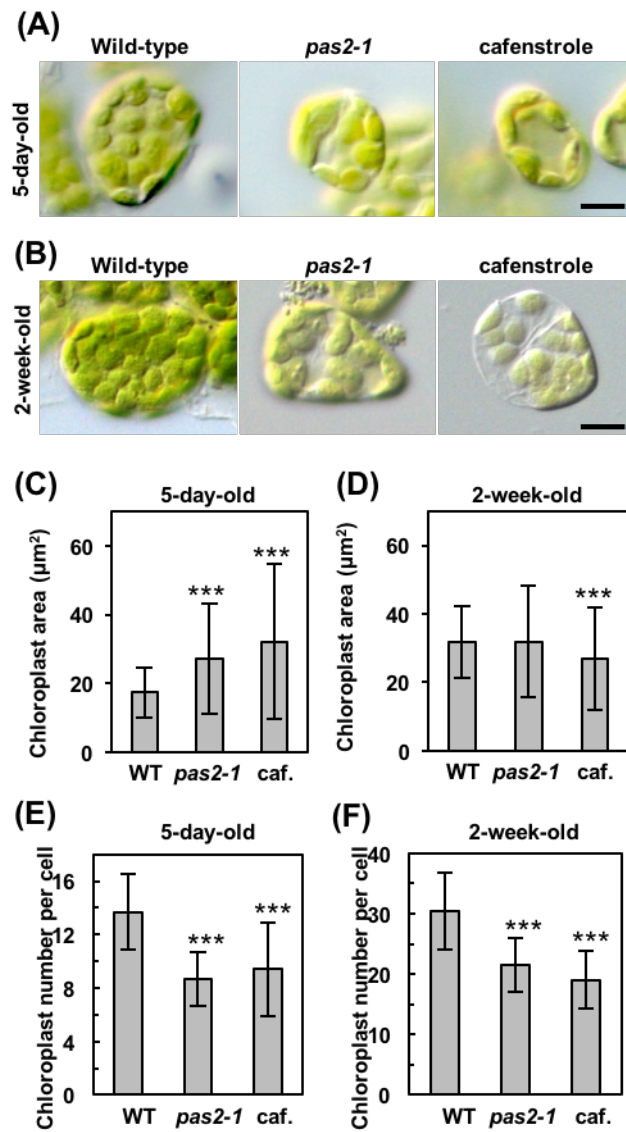 (A)
Wild-type pas2-1 cafenstrole
5-day-old
(B)
Wild-type pas2-1 cafenstrole
2-week-old
(C) (D)
5-day-old 2-week-old
Chloroplast area (µm²)
60
40
20
0
***
***
WT pas2-1 caf.
Chloroplast area (µm²)
60
40
20
0
***
WT pas2-1 caf.
(E) (F)
5-day-old 2-week-old
Chloroplast number per cell
16
12
8
4
0
***
***
WT pas2-1 caf.
Chloroplast number per cell
40
30
20
10
0
***
***
WT pas2-1 caf.